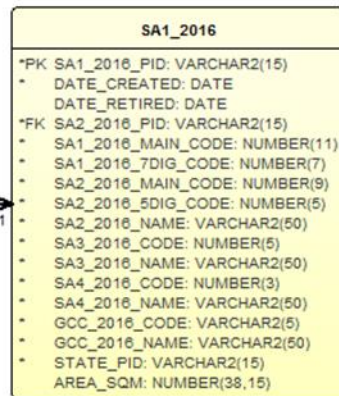 SA1_2016
*PK SA1_2016_PID: VARCHAR2(15)
* DATE_CREATED: DATE
DATE_RETIRED: DATE
*FK SA2_2016_PID: VARCHAR2(15)
* SA1_2016_MAIN_CODE: NUMBER(11)
* SA1_2016_7DIG_CODE: NUMBER(7)
* SA2_2016_MAIN_CODE: NUMBER(9)
* SA2_2016_5DIG_CODE: NUMBER(5)
1
* SA2_2016_NAME: VARCHAR2(50)
* SA3_2016_CODE: NUMBER(5)
* SA3_2016_NAME: VARCHAR2(50)
* SA4_2016_CODE: NUMBER(3)
* SA4_2016_NAME: VARCHAR2(50)
* GCC_2016_CODE: VARCHAR2(5)
* GCC_2016_NAME: VARCHAR2(50)
* STATE_PID: VARCHAR2(15)
AREA_SQM: NUMBER(38,15)